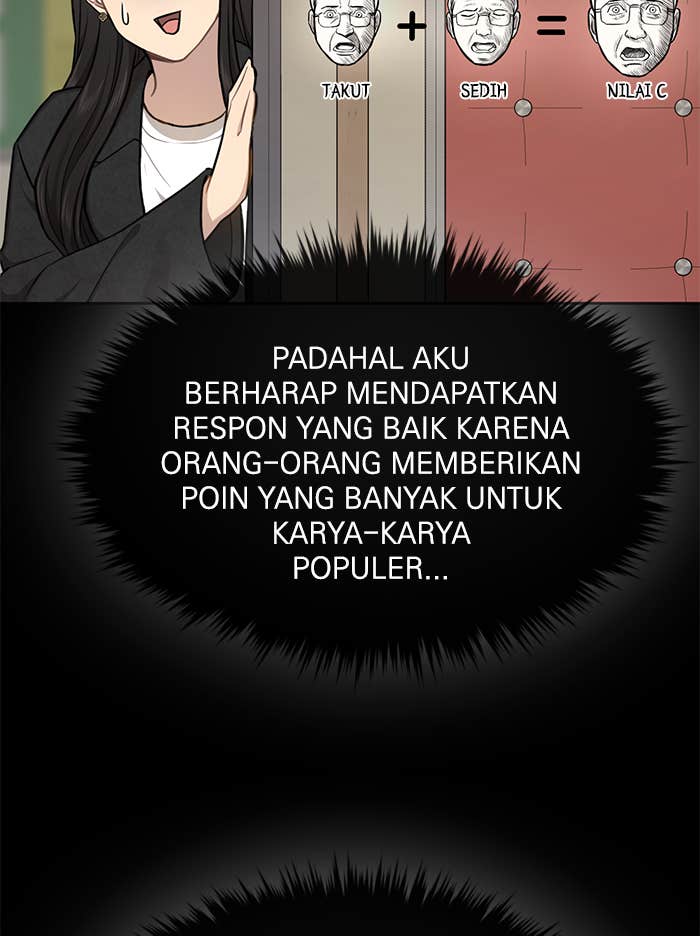 + =
TAKUT SEDIH NILAI C
PADAHAL AKU
BERHARAP MENDAPATKAN
RESPON YANG BAIK KARENA
ORANG-ORANG MEMBERIKAN
POIN YANG BANYAK UNTUK
KARYA-KARYA
POPULER...